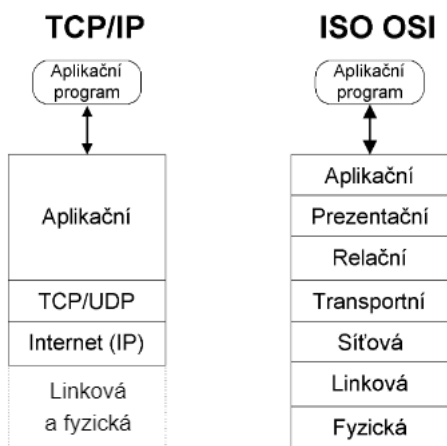 TCP/IP
Aplikační
program
Aplikační
TCP/UDP
Internet (IP)
Linková
a fyzická
ISO OSI
Aplikační
program
Aplikační
Prezentační
Relační
Transportní
Síťová
Linková
Fyzická